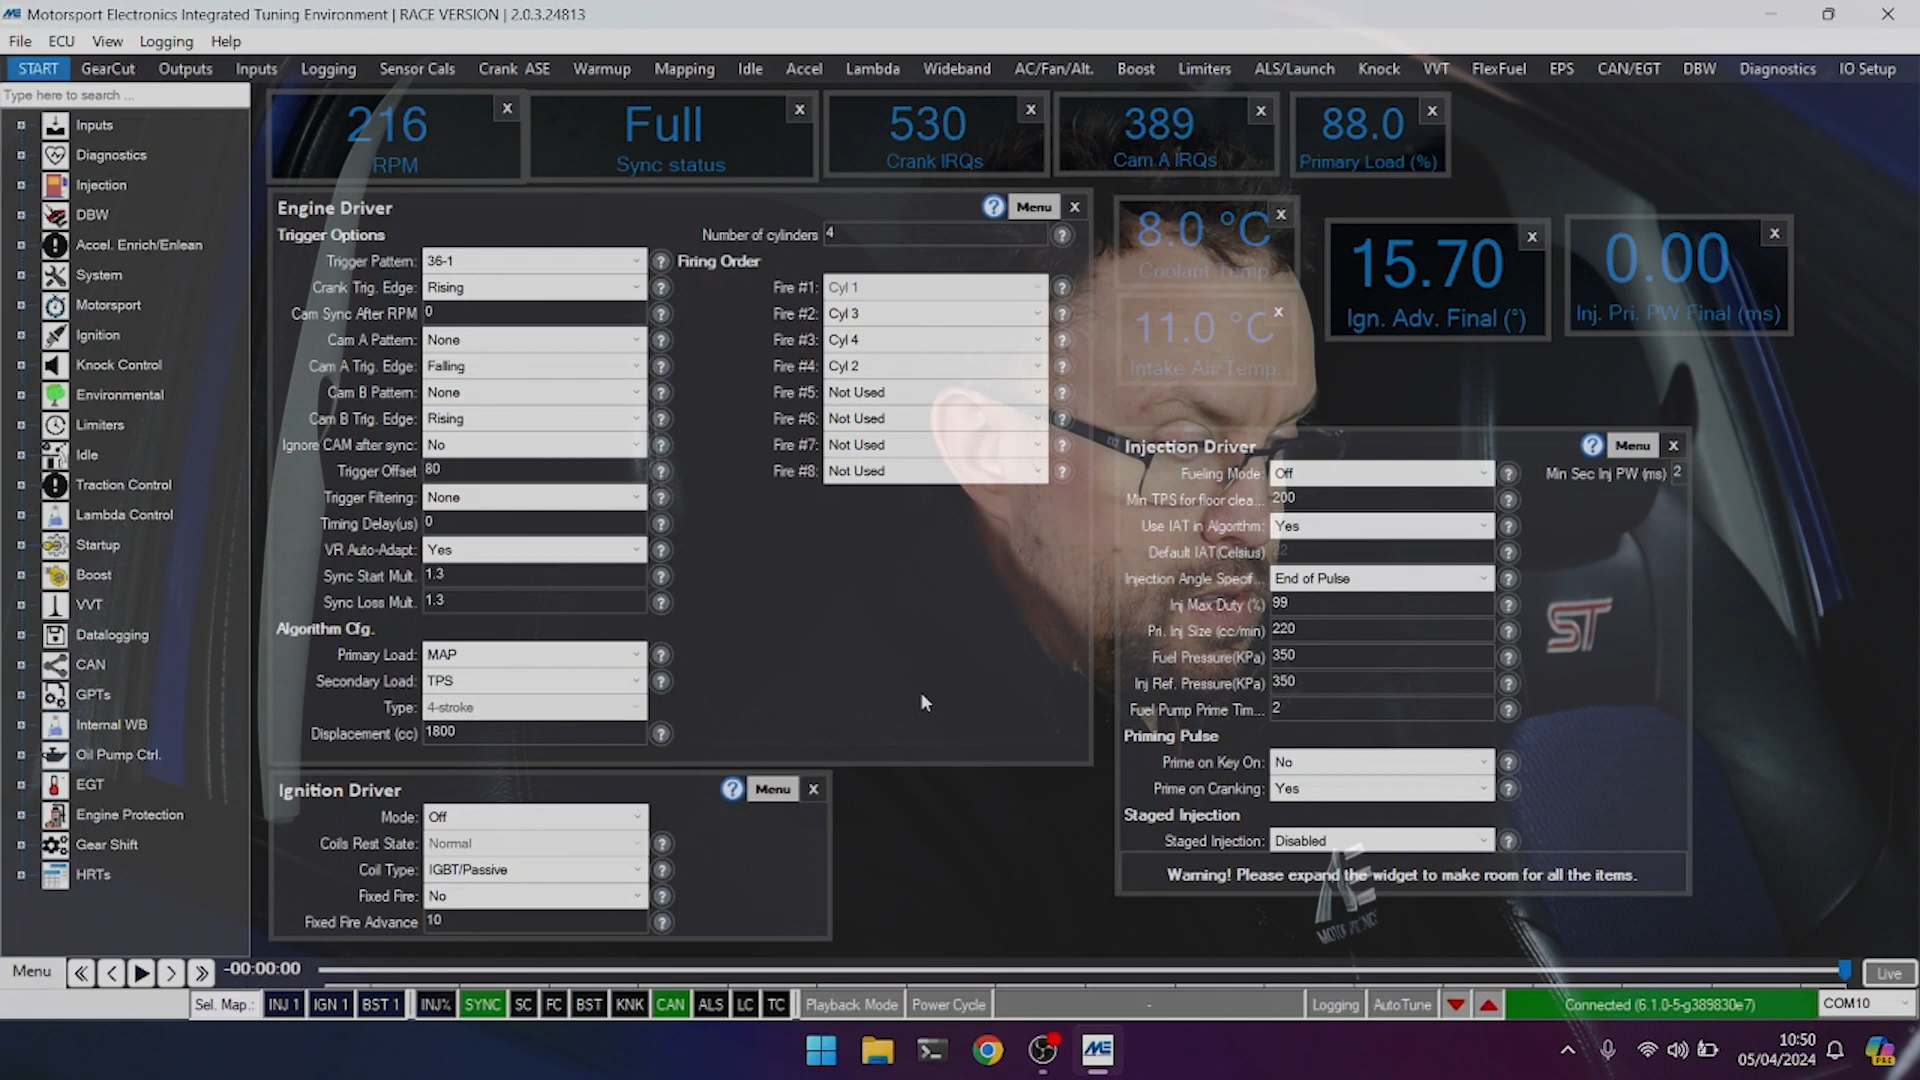 Motorsport Electronics Integrated Tuning Environment | RACE VERSION | 2.0.3.24813
File ECU View Logging Help
START GearCut Outputs Inputs Logging Sensor Cals Crank ASE Warmup Mapping Idle Accel Lambda Wideband AC/Fan/Alt. Boost Limiters ALS/Launch Knock VVT FlexFuel EPS CAN/EGT DBW Diagnostics IO Setup
Type here to search ...
Inputs
Diagnostics
Injection
DBW
Accel. Enrich/Enlean
System
Motorsport
Ignition
Knock Control
Environmental
Limiters
Idle
Traction Control
Lambda Control
Startup
Boost
VVT
Datalogging
CAN
GPTs
Internal WB
Oil Pump Ctrl.
EGT
Engine Protection
Gear Shift
HRTs
216
RPM
Full
Sync status
530
Crank IRQs
389
Cam A IRQs
88.0
Primary Load (%)
8.0 °C
Coolant Temp
11.0 °C
Intake Air Temp.
15.70
Ign. Adv. Final (°)
0.00
Inj. Pri. PW Final (ms)
Engine Driver
Menu
Trigger Options
Trigger Pattern: 36-1
Crank Trig. Edge: Rising
Cam Sync After RPM 0
Cam A Pattern: None
Cam A Trig. Edge: Falling
Cam B Pattern: None
Cam B Trig. Edge: Rising
Ignore CAM after sync: No
Trigger Offset 80
Trigger Filtering: None
Timing Delay(us) 0
VR Auto-Adapt: Yes
Sync Start Mult. 1.3
Sync Loss Mult. 1.3
Algorithm Cfg.
Primary Load: MAP
Secondary Load: TPS
Type: 4-stroke
Displacement (cc) 1800
Number of cylinders 4
Firing Order
Fire #1: Cyl 1
Fire #2: Cyl 3
Fire #3: Cyl 4
Fire #4: Cyl 2
Fire #5: Not Used
Fire #6: Not Used
Fire #7: Not Used
Fire #8: Not Used
Ignition Driver
Menu
Mode: Off
Coils Rest State: Normal
Coil Type: IGBT/Passive
Fixed Fire: No
Fixed Fire Advance 10
Injection Driver
Menu
Fueling Mode: Off
Min TPS for floor clea... 200
Use IAT in Algorithm: Yes
Default IAT(Celsius) 22
Injection Angle Specif... End of Pulse
Inj Max Duty (%) 99
Pri. Inj Size (cc/min) 220
Fuel Pressure(KPa) 350
Inj Ref. Pressure(KPa) 350
Fuel Pump Prime Tim... 2
Priming Pulse
Prime on Key On: No
Prime on Cranking: Yes
Staged Injection
Staged Injection: Disabled
Warning! Please expand the widget to make room for all the items.
Min Sec Inj PW (ms) 2
ST
ME
Menu -00:00:00 Live
Sel. Map.: INJ 1 IGN 1 BST 1 INJ% SYNC SC FC BST KNK CAN ALS LC TC Playback Mode Power Cycle - Logging AutoTune Connected (6.1.0-5-g389830e7) COM10
ME
10:50
05/04/2024
PRE